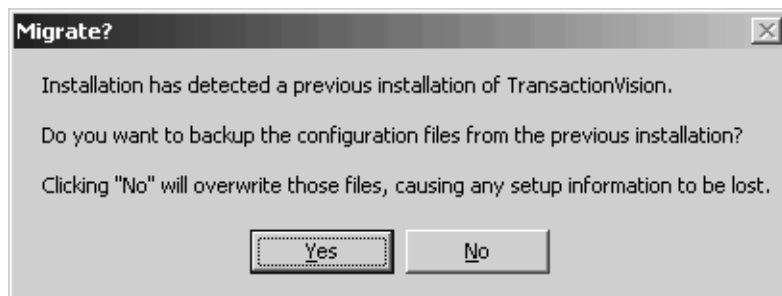 Migrate?
Installation has detected a previous installation of TransactionVision.
Do you want to backup the configuration files from the previous installation?
Clicking "No" will overwrite those files, causing any setup information to be lost.
Yes No